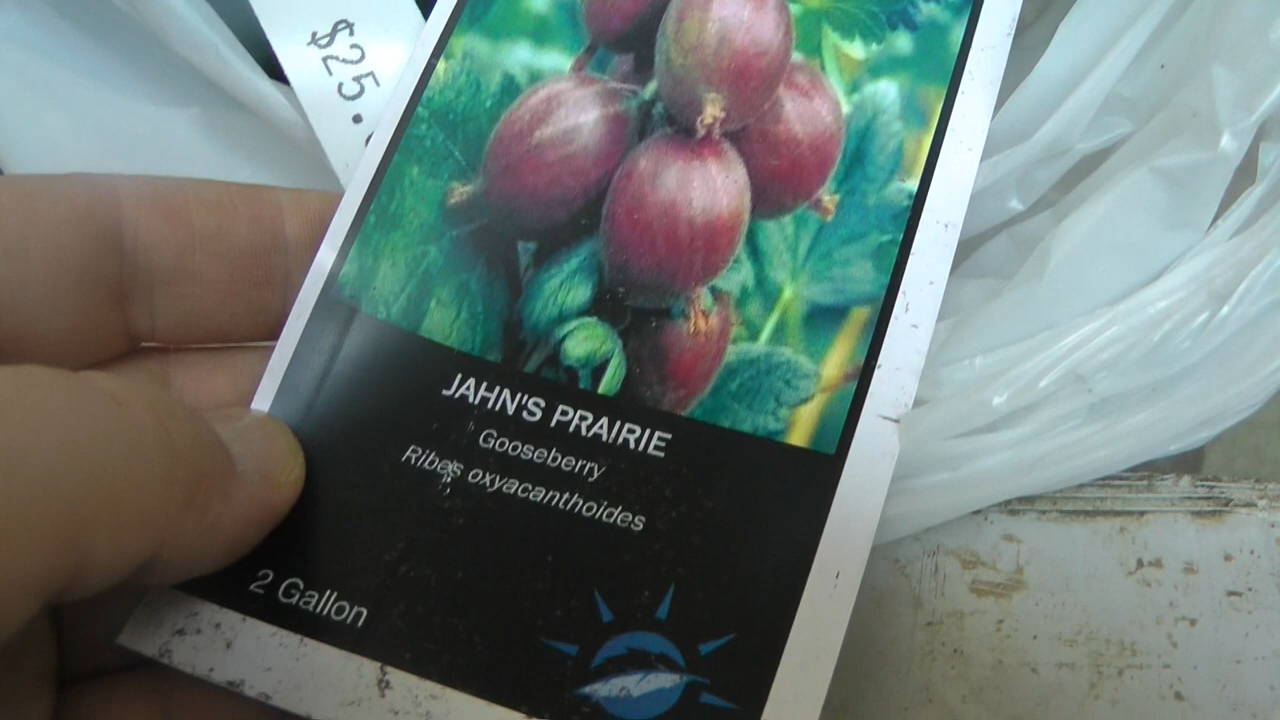 $25.
JAHN'S PRAIRIE
Gooseberry
Ribes oxyacanthoides
2 Gallon